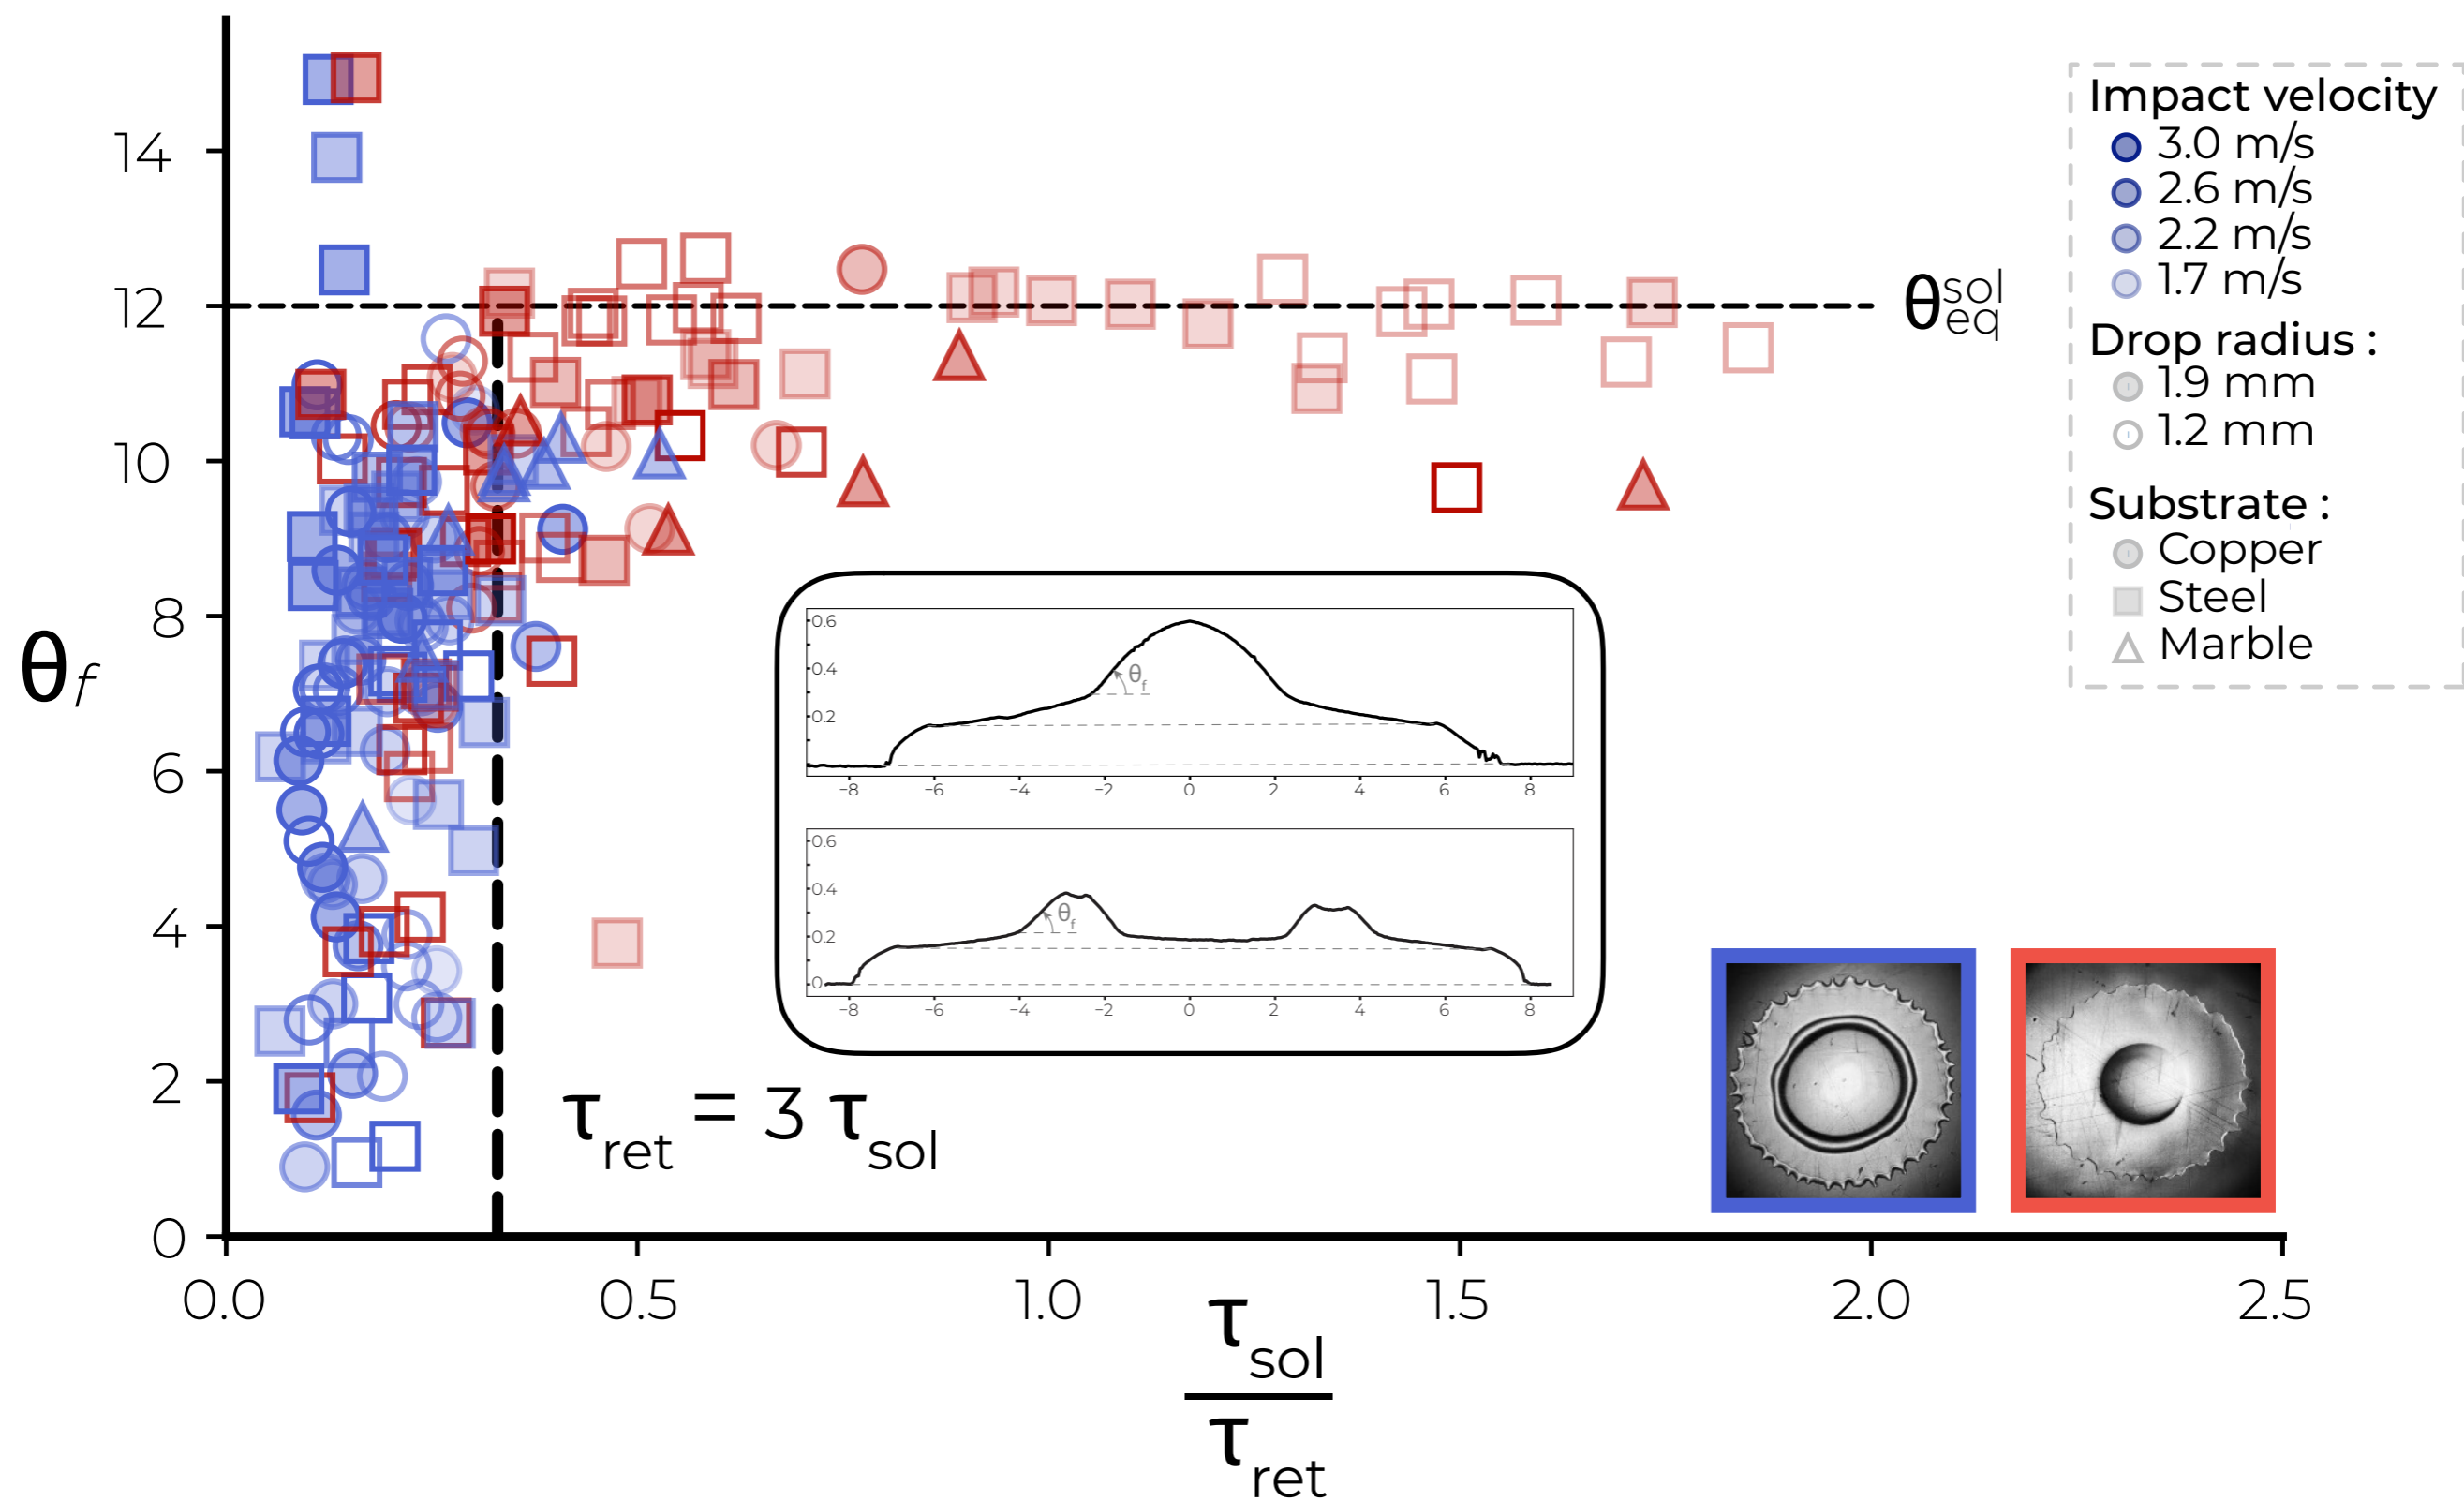 14
12
10
8
6
4
2
0
θf
0.0 0.5 1.0 1.5 2.0 2.5
τsol
τret
θeq^sol
τret = 3 τsol
0.6
0.4
0.2
θf
−8 −6 −4 −2 0 2 4 6 8
0.6
0.4
0.2
0
θf
−8 −6 −4 −2 0 2 4 6 8
Impact velocity
3.0 m/s
2.6 m/s
2.2 m/s
1.7 m/s
Drop radius :
1.9 mm
1.2 mm
Substrate :
Copper
Steel
Marble